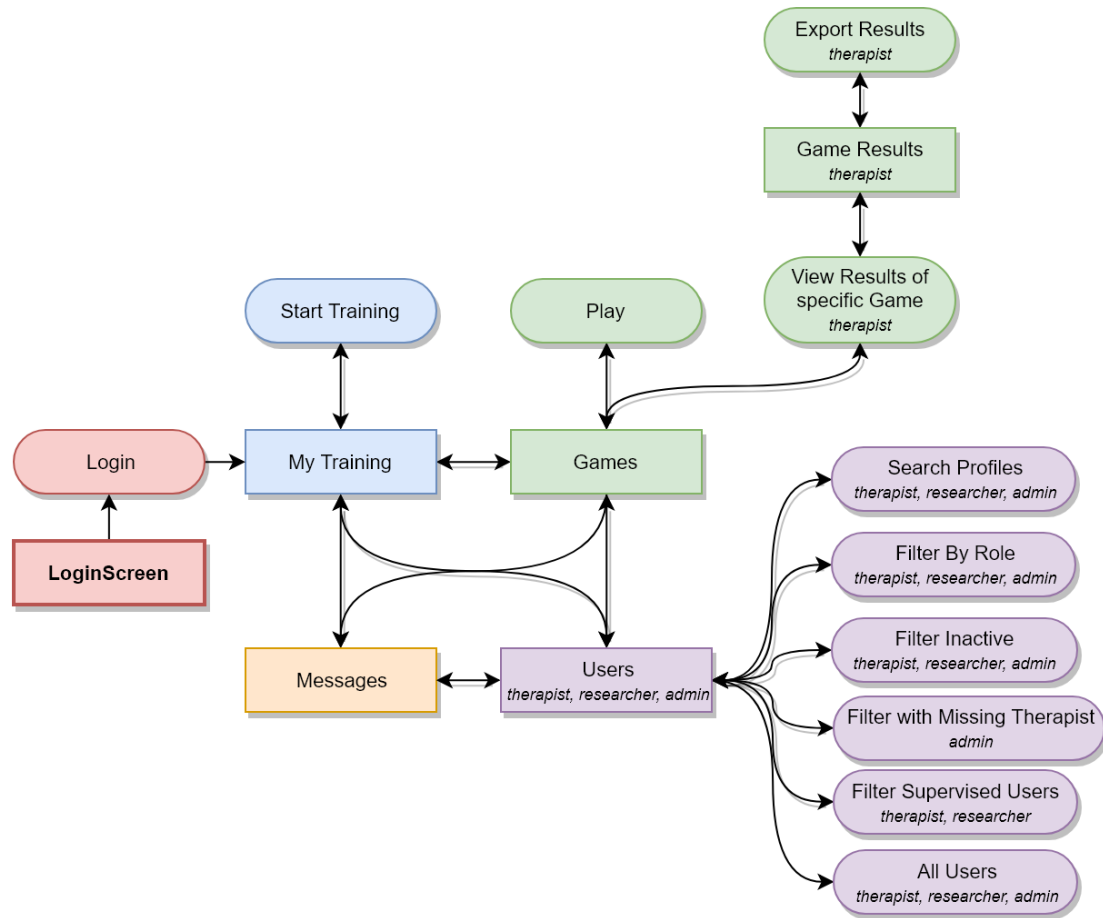 Export Results
therapist
Game Results
therapist
View Results of
specific Game
therapist
Start Training
Play
Login
My Training
Games
LoginScreen
Messages
Users
therapist, researcher, admin
Search Profiles
therapist, researcher, admin
Filter By Role
therapist, researcher, admin
Filter Inactive
therapist, researcher, admin
Filter with Missing Therapist
admin
Filter Supervised Users
therapist, researcher
All Users
therapist, researcher, admin